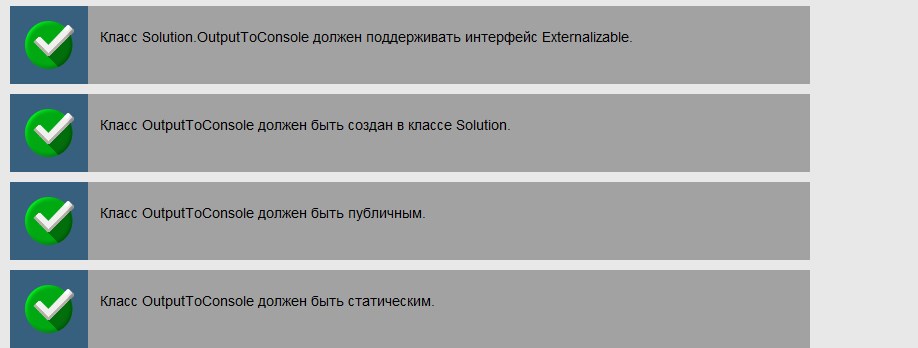 Класс Solution.OutputToConsole должен поддерживать интерфейс Externalizable.
Класс OutputToConsole должен быть создан в классе Solution.
Класс OutputToConsole должен быть публичным.
Класс OutputToConsole должен быть статическим.